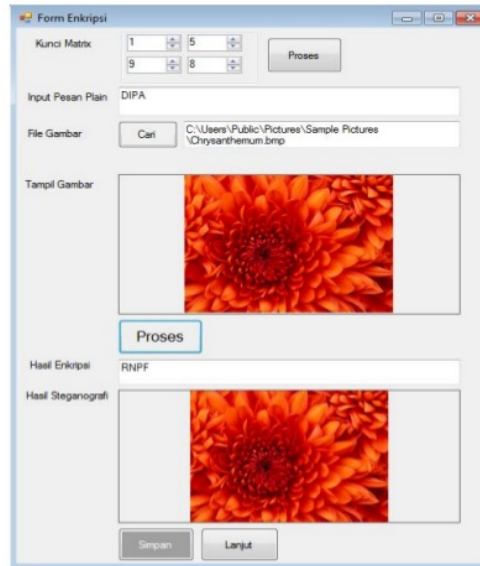 Form Enkripsi
Kunci Matrix
1 5
9 8
Proses
Input Pesan Plain
DIPA
File Gambar
Cari
C:\Users\Public\Pictures\Sample Pictures
\Chrysanthemum.bmp
Tampil Gambar
Proses
Hasil Enkripsi
RNPF
Hasil Steganografi
Simpan
Lanjut